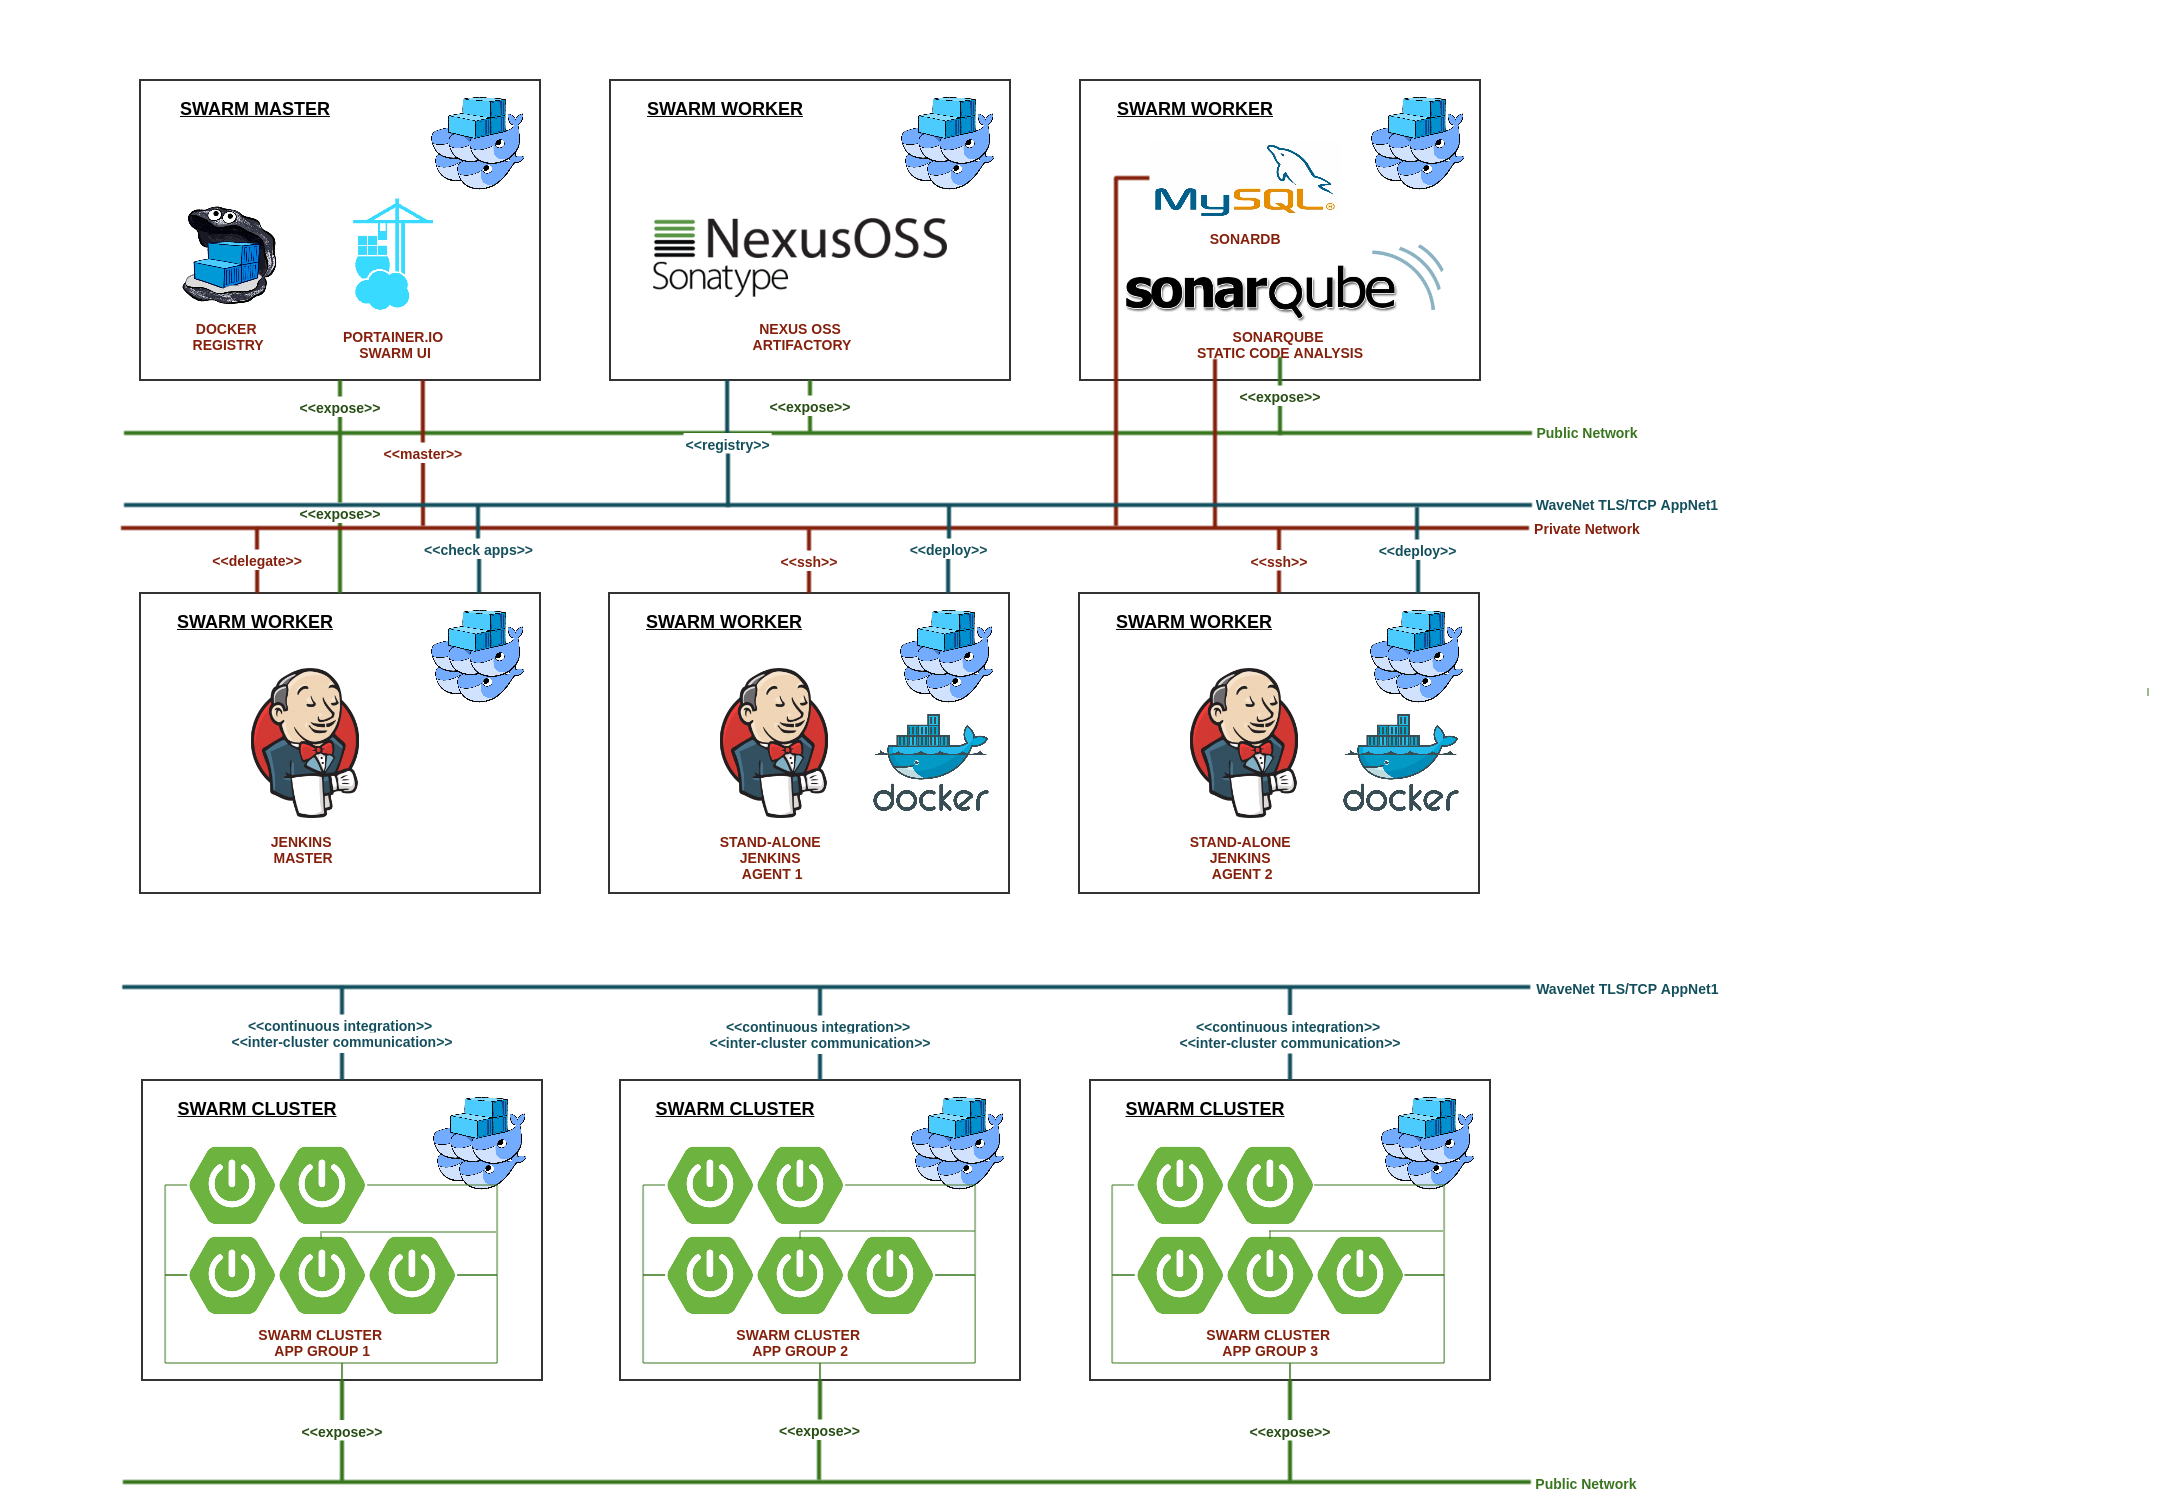 SWARM MASTER
SWARM WORKER
SWARM WORKER
MySQL®
SONARDB
NexusOSS
Sonatype
sonarqube
DOCKER
REGISTRY
PORTAINER.IO
SWARM UI
NEXUS OSS
ARTIFACTORY
SONARQUBE
STATIC CODE ANALYSIS
<<expose>>
<<expose>>
<<expose>>
Public Network
<<master>>
<<registry>>
WaveNet TLS/TCP AppNet1
<<expose>>
Private Network
<<delegate>>
<<check apps>>
<<ssh>>
<<deploy>>
<<ssh>>
<<deploy>>
SWARM WORKER
SWARM WORKER
SWARM WORKER
docker
docker
JENKINS
MASTER
STAND-ALONE
JENKINS
AGENT 1
STAND-ALONE
JENKINS
AGENT 2
WaveNet TLS/TCP AppNet1
<<continuous integration>>
<<inter-cluster communication>>
<<continuous integration>>
<<inter-cluster communication>>
<<continuous integration>>
<<inter-cluster communication>>
SWARM CLUSTER
SWARM CLUSTER
SWARM CLUSTER
SWARM CLUSTER
APP GROUP 1
SWARM CLUSTER
APP GROUP 2
SWARM CLUSTER
APP GROUP 3
<<expose>>
<<expose>>
<<expose>>
Public Network